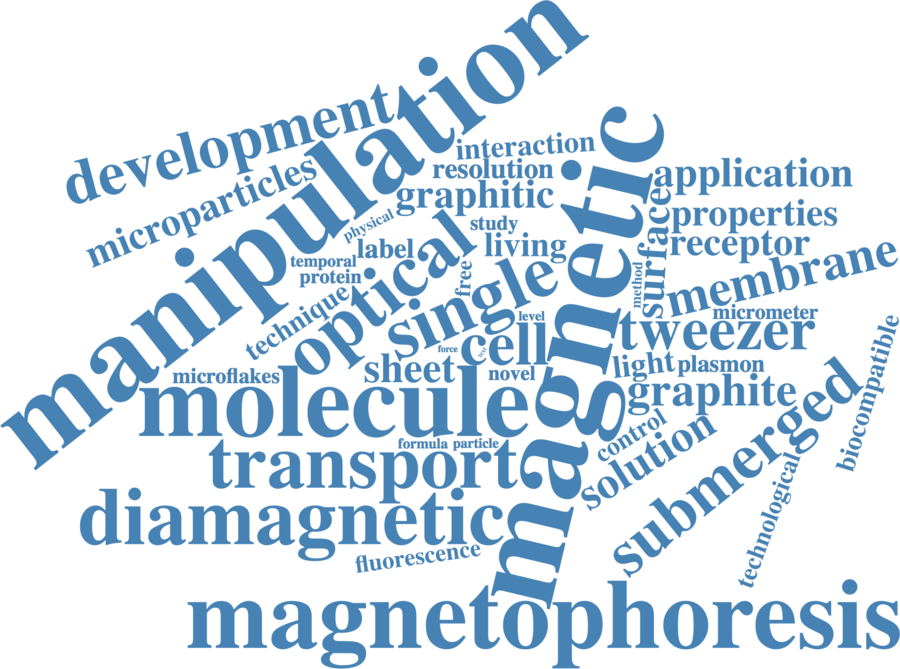 manipulation
development
microparticles
interaction
resolution
graphitic
magnetic
application
properties
receptor
surface
physical
study
living
label
temporal
protein
free
method
membrane
technique
optical
single
level
micrometer
tweezer
cell
force
sheet
novel
light
plasmon
microflakes
molecule
graphite
biocompatible
control
solution
submerged
formula
particle
transport
technological
diamagnetic
fluorescence
magnetophoresis